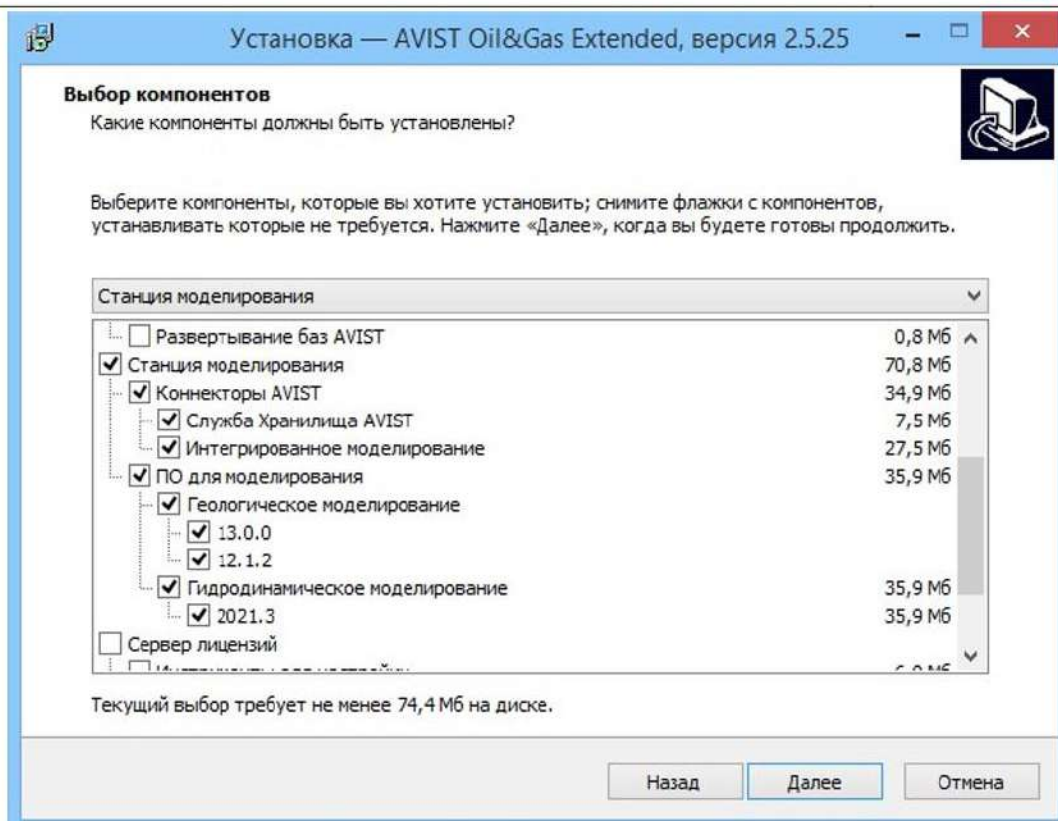 Установка — AVIST Oil&Gas Extended, версия 2.5.25
Выбор компонентов
Какие компоненты должны быть установлены?
Выберите компоненты, которые вы хотите установить; снимите флажки с компонентов,
устанавливать которые не требуется. Нажмите «Далее», когда вы будете готовы продолжить.
Станция моделирования
Развертывание баз AVIST 0,8 Мб
Станция моделирования 70,8 Мб
Коннекторы AVIST 34,9 Мб
Служба Хранилища AVIST 7,5 Мб
Интегрированное моделирование 27,5 Мб
ПО для моделирования 35,9 Мб
Геологическое моделирование
13.0.0
12.1.2
Гидродинамическое моделирование 35,9 Мб
2021.3 35,9 Мб
Сервер лицензий
Текущий выбор требует не менее 74,4 Мб на диске.
Назад Далее Отмена